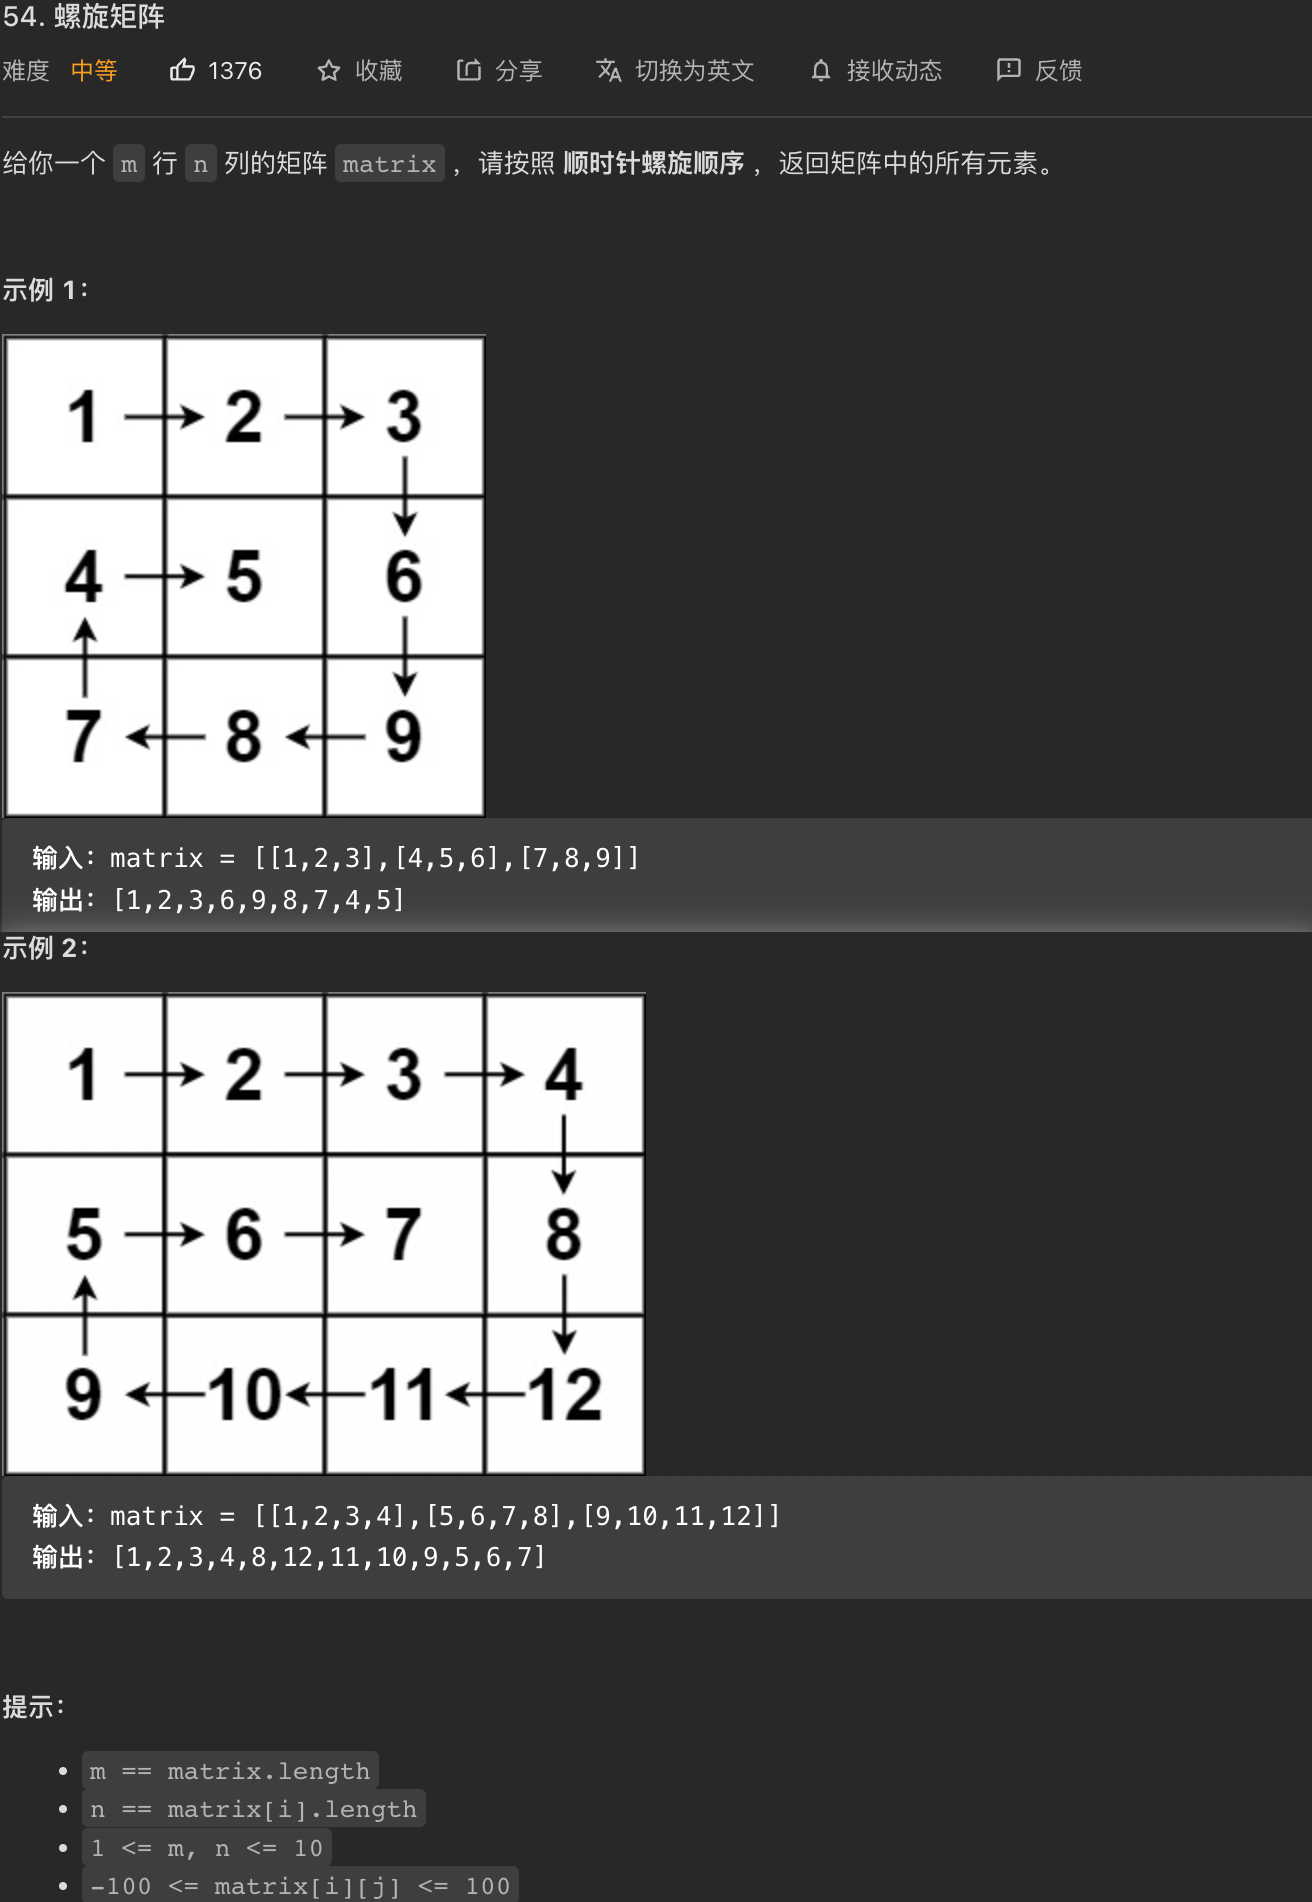 54. 螺旋矩阵
难度 中等 1376 收藏 分享 切换为英文 接收动态 反馈
给你一个 m 行 n 列的矩阵 matrix ，请按照 顺时针螺旋顺序 ，返回矩阵中的所有元素。
示例 1：
1 2 3
4 5 6
7 8 9
输入：matrix = [[1,2,3],[4,5,6],[7,8,9]]
输出：[1,2,3,6,9,8,7,4,5]
示例 2：
1 2 3 4
5 6 7 8
9 10 11 12
输入：matrix = [[1,2,3,4],[5,6,7,8],[9,10,11,12]]
输出：[1,2,3,4,8,12,11,10,9,5,6,7]
提示：
• m == matrix.length
• n == matrix[i].length
• 1 <= m, n <= 10
• -100 <= matrix[i][j] <= 100